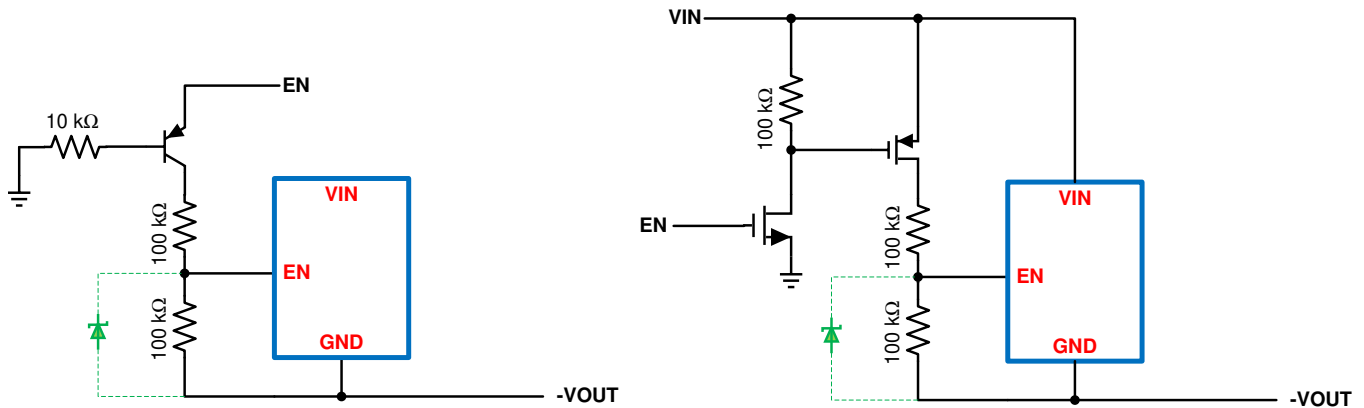 EN
10 kΩ
100 kΩ
VIN
EN
100 kΩ
GND
-VOUT
VIN
100 kΩ
EN
100 kΩ
VIN
EN
100 kΩ
GND
-VOUT